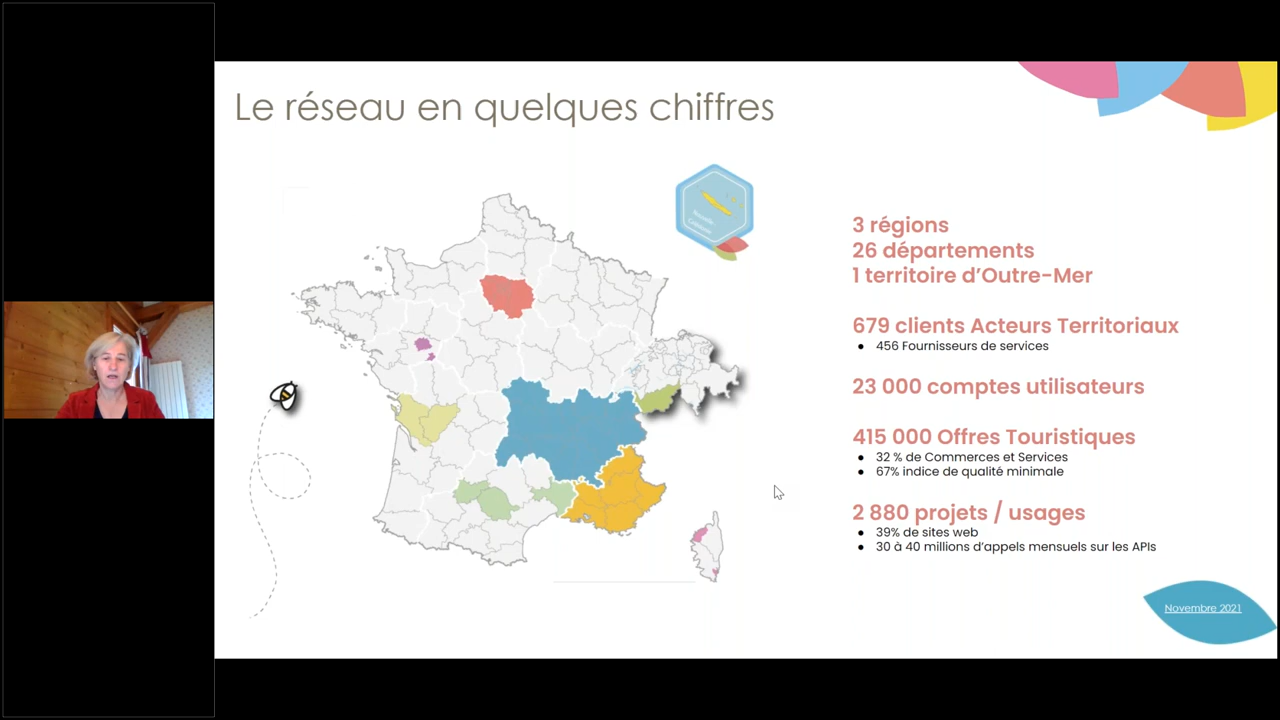 Le réseau en quelques chiffres
Nouvelle-
Calédonie
3 régions
26 départements
1 territoire d'Outre-Mer
679 clients Acteurs Territoriaux
● 456 Fournisseurs de services
23 000 comptes utilisateurs
415 000 Offres Touristiques
● 32 % de Commerces et Services
● 67% indice de qualité minimale
2 880 projets / usages
● 39% de sites web
● 30 à 40 millions d'appels mensuels sur les APIs
Novembre 2021